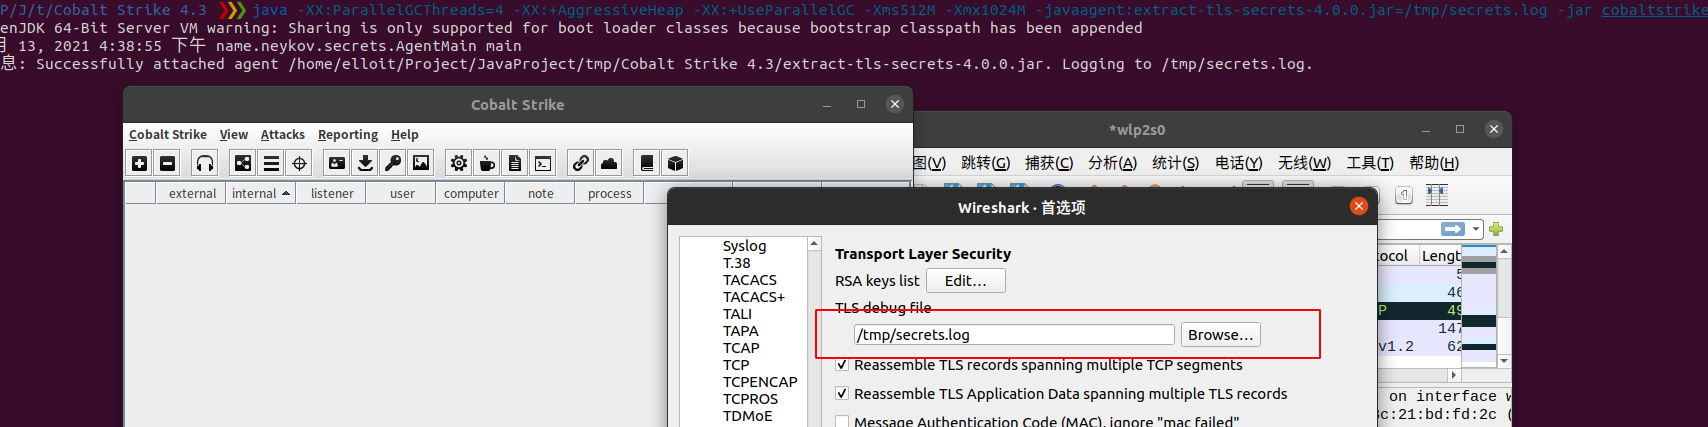 P/J/t/Cobalt Strike 4.3 ❯❯❯ java -XX:ParallelGCThreads=4 -XX:+AggressiveHeap -XX:+UseParallelGC -Xms512M -Xmx1024M -javaagent:extract-tls-secrets-4.0.0.jar=/tmp/secrets.log -jar cobaltstrike
enJDK 64-Bit Server VM warning: Sharing is only supported for boot loader classes because bootstrap classpath has been appended
月 13, 2021 4:38:55 下午 name.neykov.secrets.AgentMain main
息: Successfully attached agent /home/elloit/Project/JavaProject/tmp/Cobalt Strike 4.3/extract-tls-secrets-4.0.0.jar. Logging to /tmp/secrets.log.
Cobalt Strike
Cobalt Strike View Attacks Reporting Help
external internal listener user computer note process
*wlp2s0
图(V) 跳转(G) 捕获(C) 分析(A) 统计(S) 电话(Y) 无线(W) 工具(T) 帮助(H)
Wireshark · 首选项
Syslog
T.38
TACACS
TACACS+
TALI
TAPA
TCAP
TCP
TCPENCAP
TCPROS
TDMoE
Transport Layer Security
RSA keys list Edit…
TLS debug file
/tmp/secrets.log Browse…
Reassemble TLS records spanning multiple TCP segments
Reassemble TLS Application Data spanning multiple TLS records
Message Authentication Code (MAC), ignore "mac failed"
tocol Lengt
5
46
P 49
147
v1.2 62
on interface w
3c:21:bd:fd:2c (